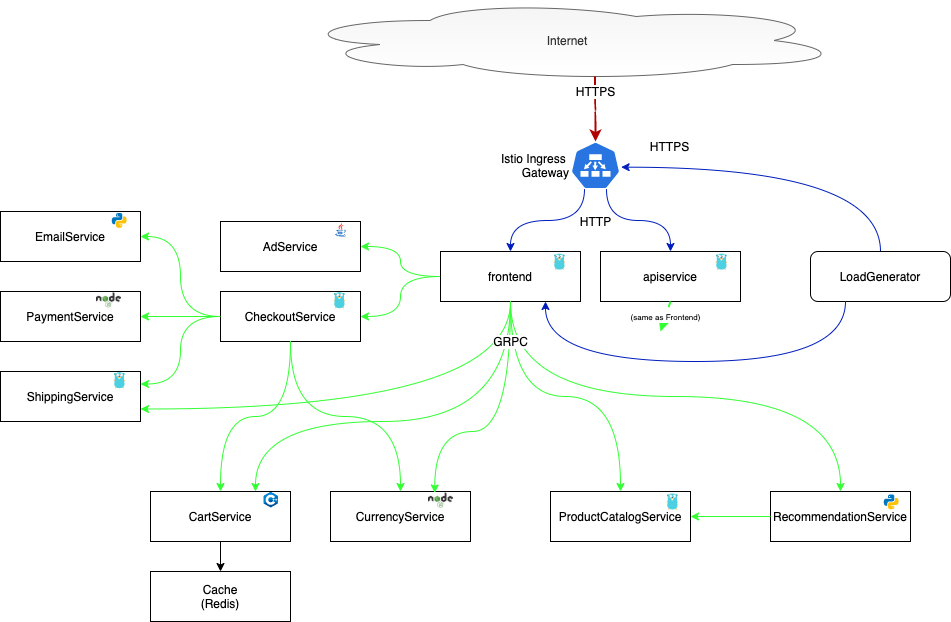 Internet
HTTPS
HTTPS
Istio Ingress
Gateway
HTTP
EmailService
AdService
frontend
apiservice
LoadGenerator
node
PaymentService
CheckoutService
(same as Frontend)
GRPC
ShippingService
CartService
node
CurrencyService
ProductCatalogService
RecommendationService
Cache
(Redis)